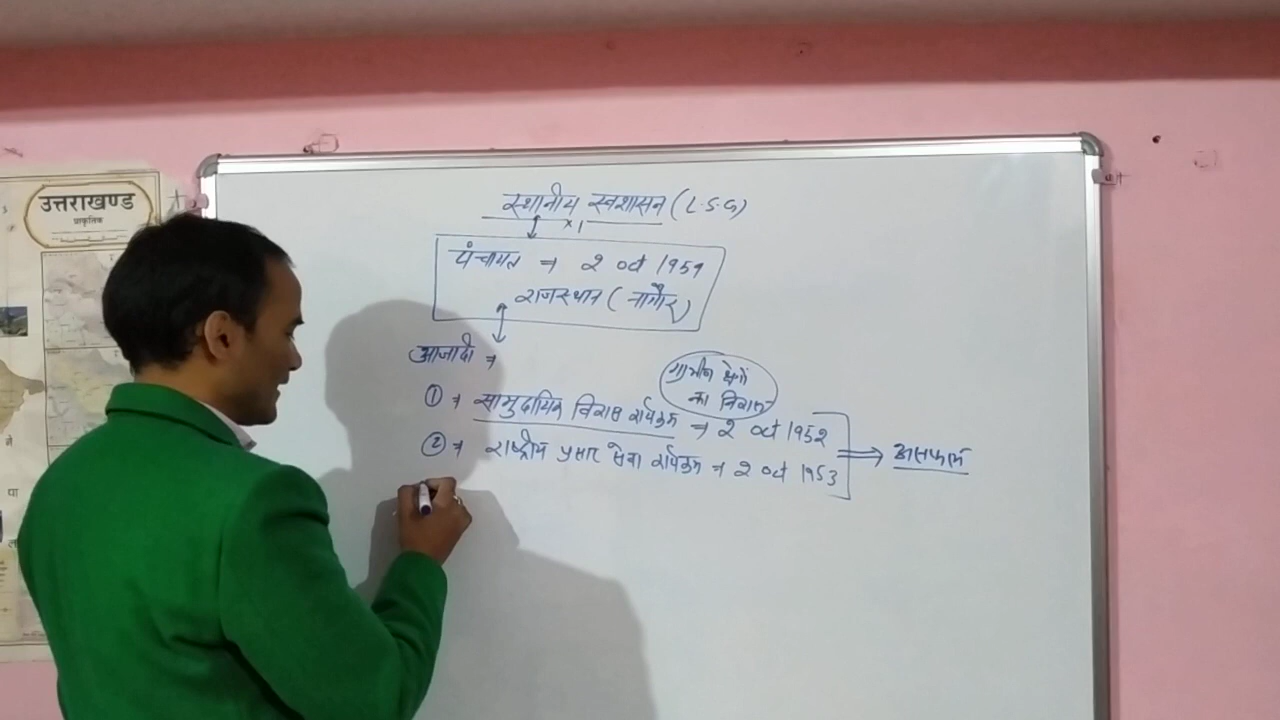 उत्तराखण्ड
प्राकृतिक
स्थानीय स्वशासन (L.S.G)
पंचायत ⇒ 2 oct 1959
राजस्थान (नागौर)
आजादी ⇒
ग्रामीण क्षेत्रों
का विकास
① ⇒ सामुदायिक विकास कार्यक्रम ⇒ 2 oct 1952
② ⇒ राष्ट्रीय प्रसार सेवा कार्यक्रम ⇒ 2 oct 1953
⇒ असफल
ने
पा